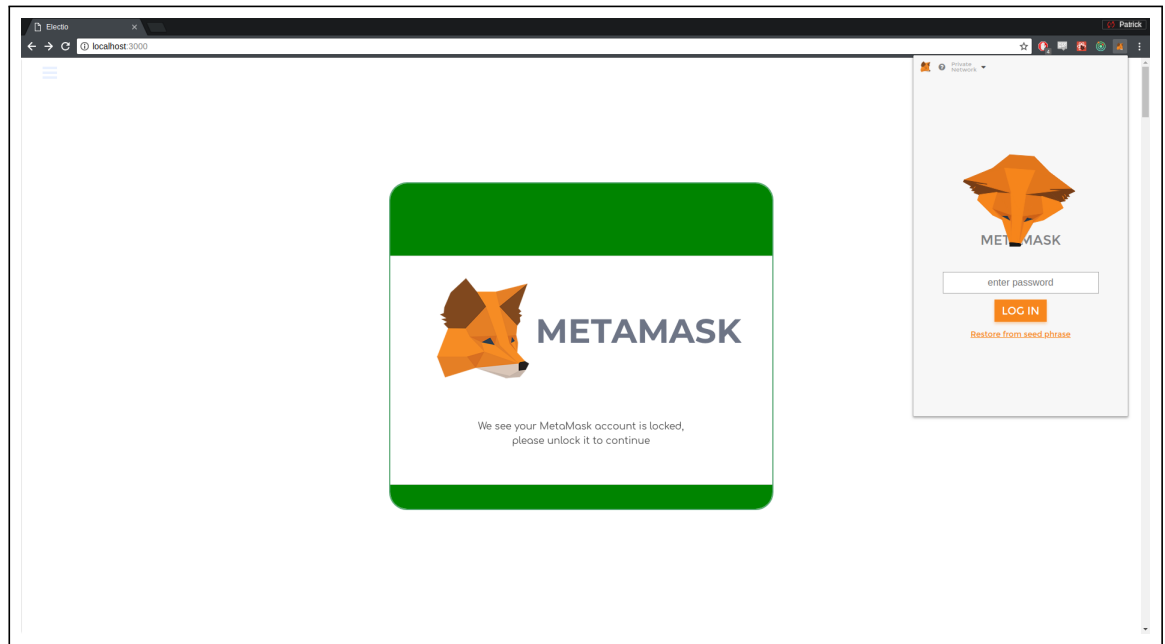 Electio
Patrick
localhost:3000
Private
Network
METAMASK
enter password
LOG IN
Restore from seed phrase
METAMASK
We see your MetaMask account is locked,
please unlock it to continue